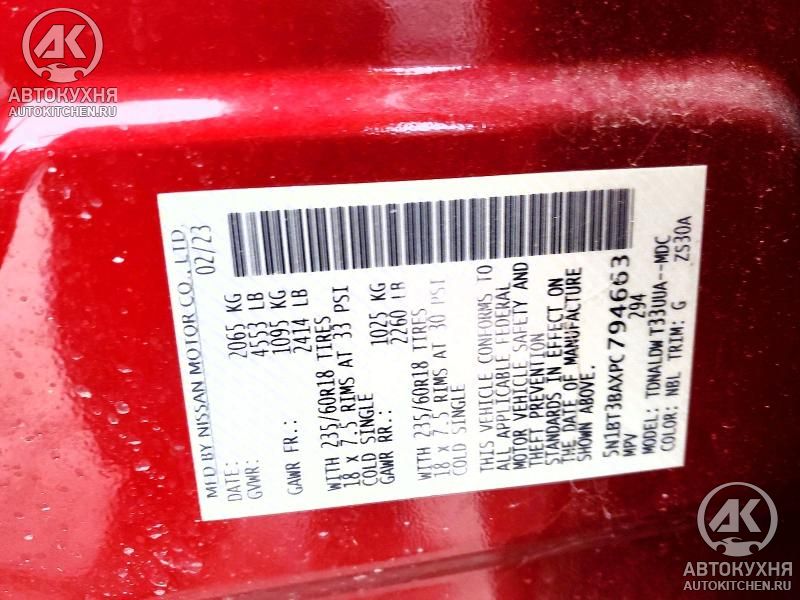 АК
АВТОКУХНЯ
AUTOKITCHEN.RU
MFD BY NISSAN MOTOR CO., LTD.
DATE: 02/23
GVWR: 2065 KG
4553 LB
GAWR FR.: 1095 KG
2414 LB
WITH 235/60R18 TIRES
18 X 7.5 RIMS AT 33 PSI
COLD SINGLE
GAWR RR.: 1025 KG
2260 LB
WITH 235/60R18 TIRES
18 X 7.5 RIMS AT 30 PSI
COLD SINGLE
THIS VEHICLE CONFORMS TO
ALL APPLICABLE FEDERAL
MOTOR VEHICLE SAFETY AND
THEFT PREVENTION
STANDARDS IN EFFECT ON
THE DATE OF MANUFACTURE
SHOWN ABOVE.
5N1BT3BAXPC794663
MPV 294
MODEL: TDNALDW T33UUA--MDC
COLOR: NBL TRIM: G ZS30A
АК
АВТОКУХНЯ
AUTOKITCHEN.RU